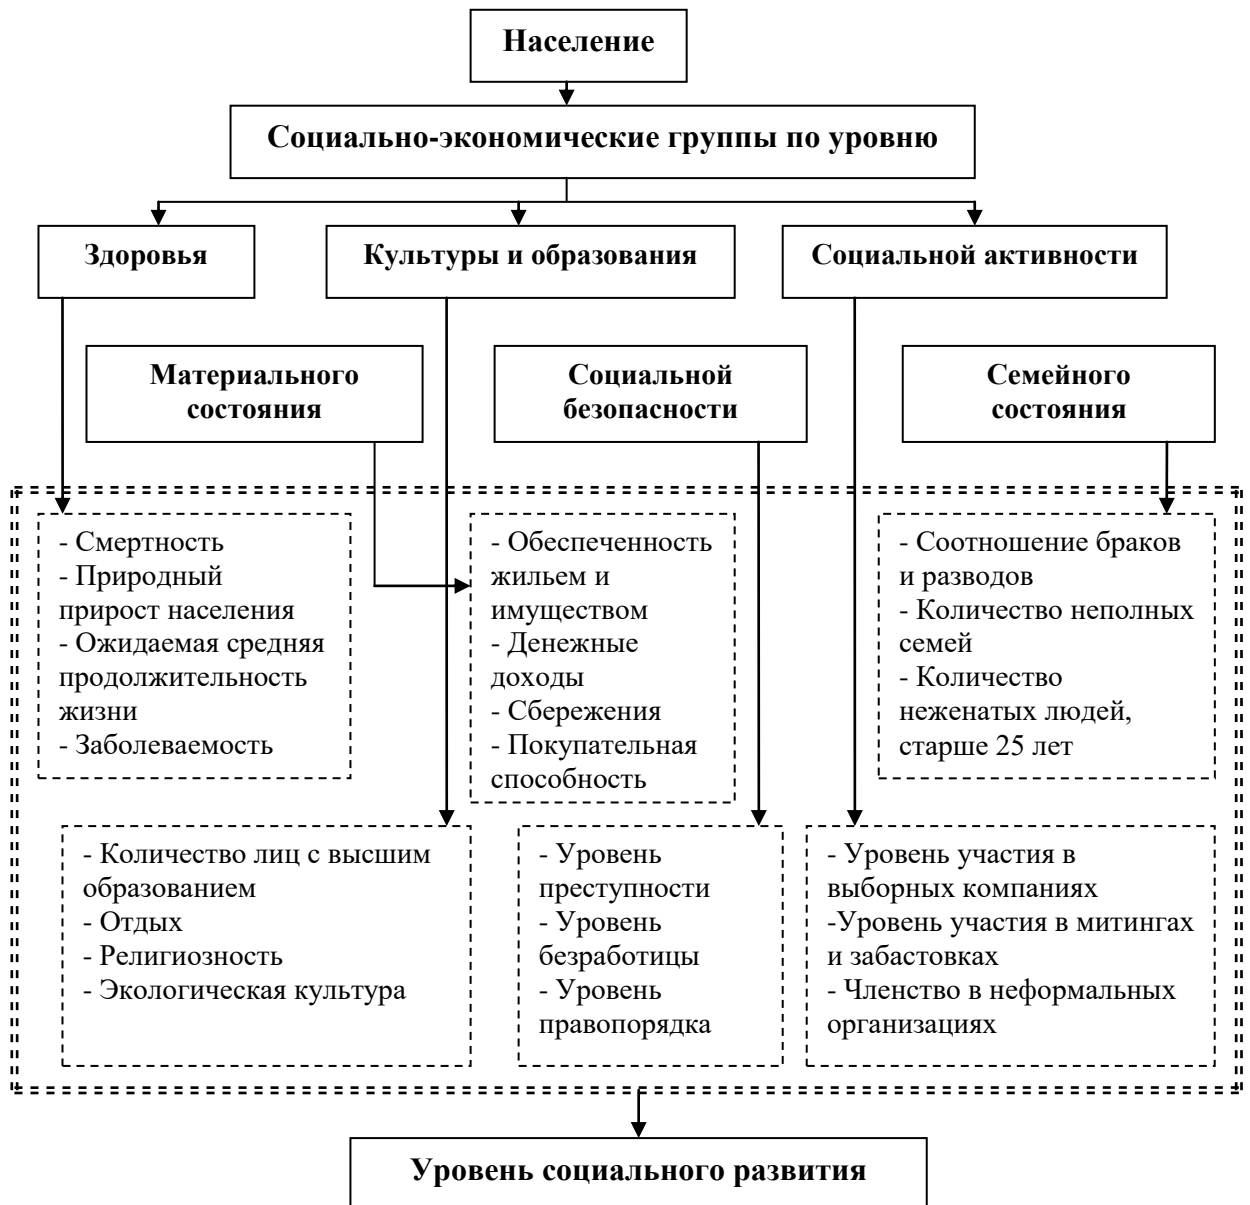 Население
Социально-экономические группы по уровню
Здоровья
Культуры и образования
Социальной активности
Материального
состояния
Социальной
безопасности
Семейного
состояния
- Смертность
- Природный
прирост населения
- Ожидаемая средняя
продолжительность
жизни
- Заболеваемость
- Обеспеченность
жильем и
имуществом
- Денежные
доходы
- Сбережения
- Покупательная
способность
- Соотношение браков
и разводов
- Количество неполных
семей
- Количество
неженатых людей,
старше 25 лет
- Количество лиц с высшим
образованием
- Отдых
- Религиозность
- Экологическая культура
- Уровень
преступности
- Уровень
безработицы
- Уровень
правопорядка
- Уровень участия в
выборных компаниях
-Уровень участия в митингах
и забастовках
- Членство в неформальных
организациях
Уровень социального развития